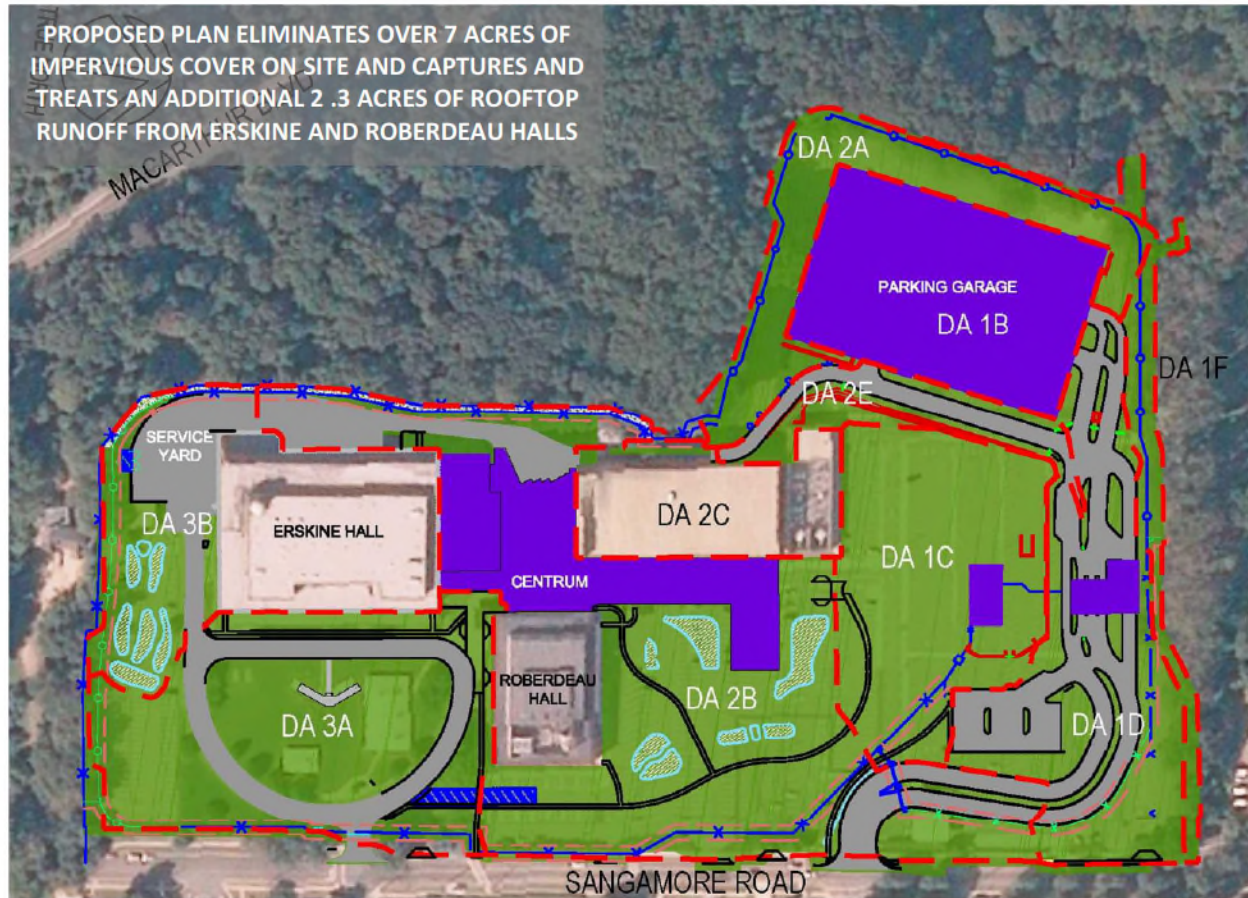 PROPOSED PLAN ELIMINATES OVER 7 ACRES OF
IMPERVIOUS COVER ON SITE AND CAPTURES AND
TREATS AN ADDITIONAL 2 .3 ACRES OF ROOFTOP
RUNOFF FROM ERSKINE AND ROBERDEAU HALLS
TRUE NORTH
MACARTHUR BLVD
DA 2A
PARKING GARAGE
DA 1B
DA 1F
DA 2E
SERVICE
YARD
DA 3B
ERSKINE HALL
DA 2C
DA 1C
CENTRUM
ROBERDEAU
HALL
DA 2B
DA 3A
DA 1D
SANGAMORE ROAD